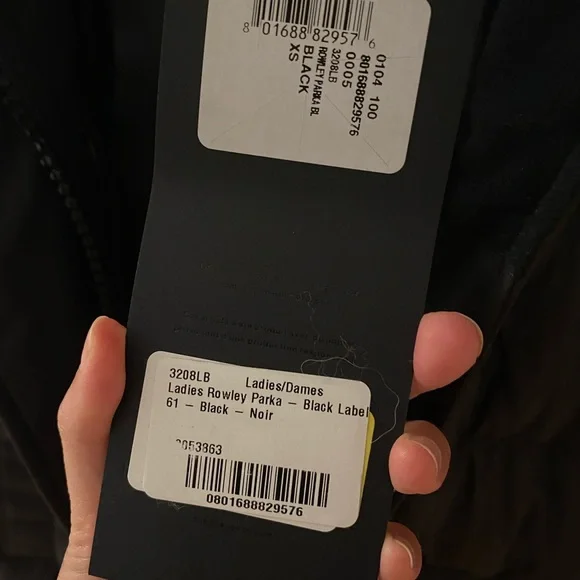 8 01688 82957 6
0104 100
801688829576
0005
3208LB
ROWLEY PARKA BL
BLACK
XS
3208LB Ladies/Dames
Ladies Rowley Parka – Black Label
61 – Black – Noir
053863
0801688829576